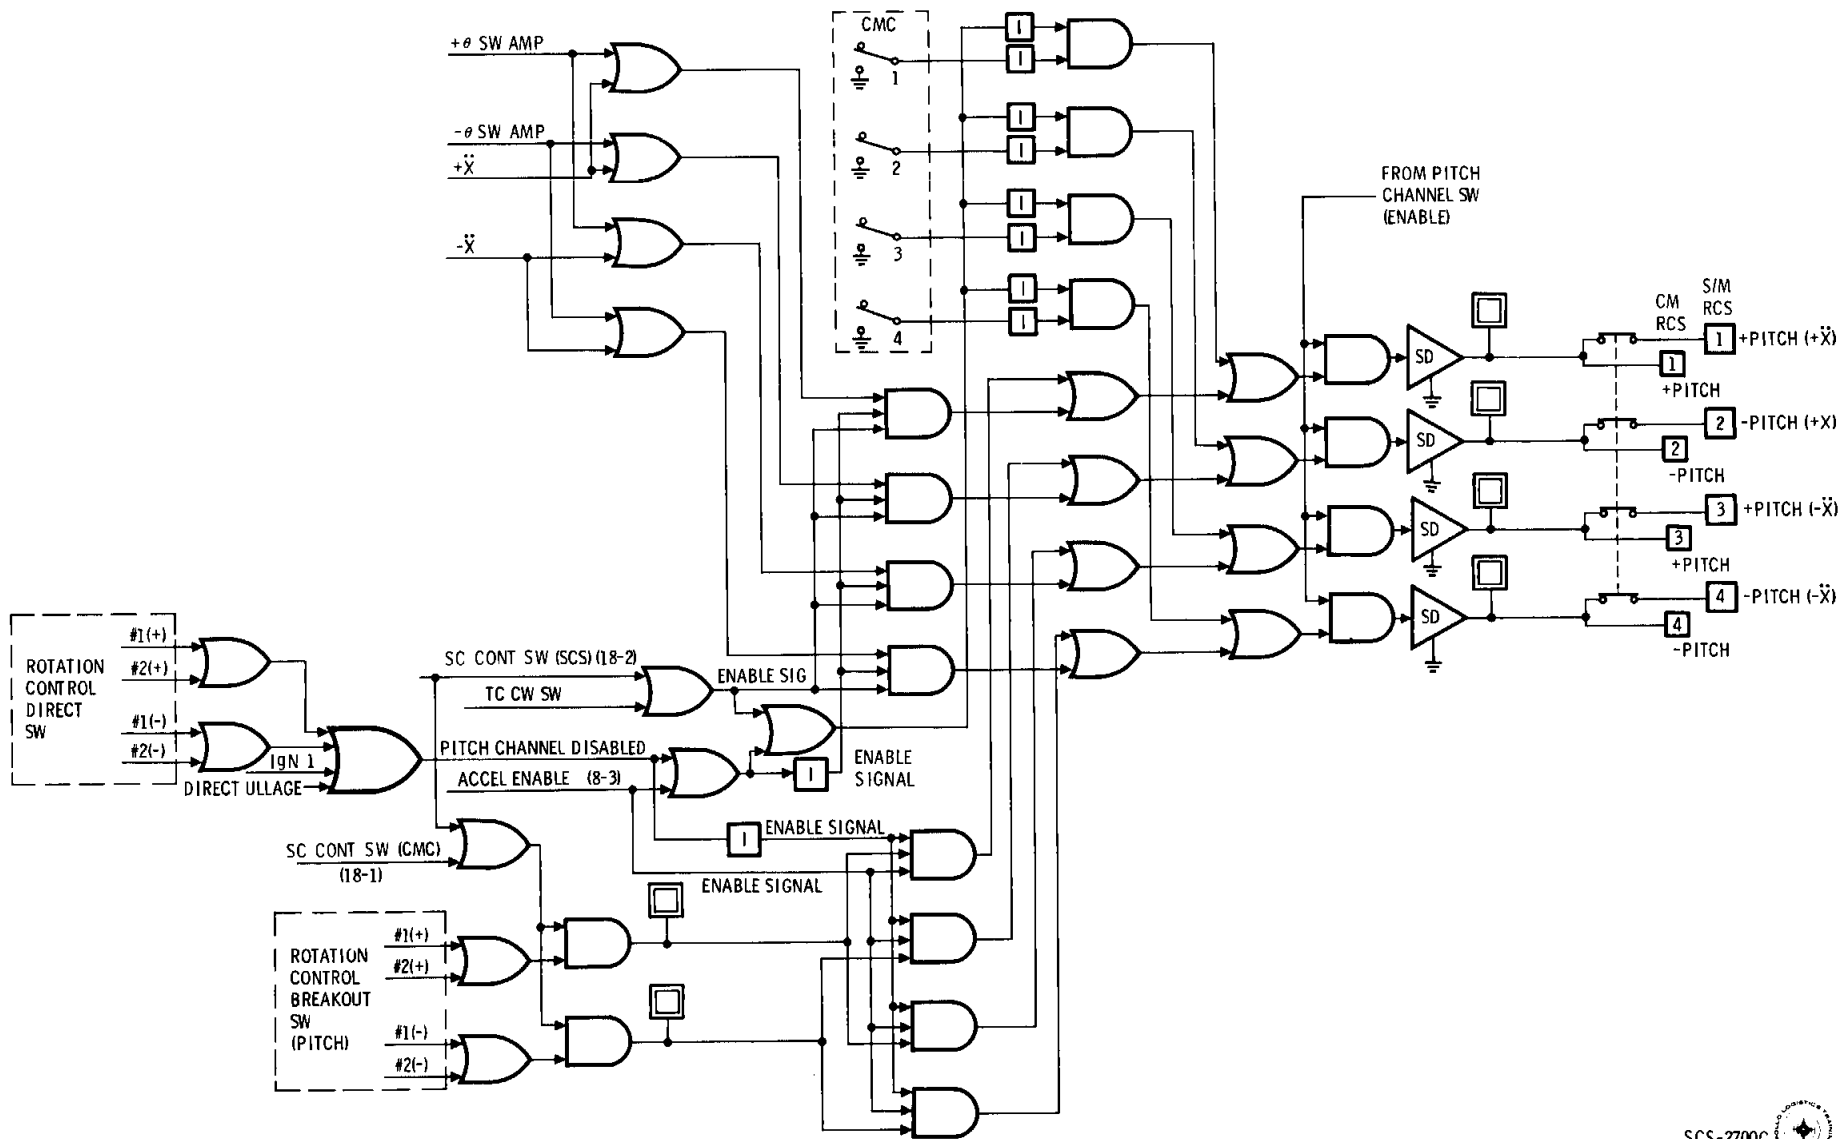 +θ SW AMP
-θ SW AMP
+Ẍ
-Ẍ
CMC
1
2
3
4
I
I
I
I
I
I
I
I
FROM PITCH
CHANNEL SW
(ENABLE)
CM
RCS
S/M
RCS
SD
1 +PITCH (+Ẍ)
1
+PITCH
SD
2 -PITCH (+X)
2
-PITCH
SD
3 +PITCH (-Ẍ)
3
+PITCH
SD
4 -PITCH (-Ẍ)
4
-PITCH
ROTATION
CONTROL
DIRECT
SW
#1(+)
#2(+)
#1(-)
#2(-)
IgN 1
DIRECT ULLAGE
SC CONT SW (SCS) (18-2)
TC CW SW
ENABLE SIG
PITCH CHANNEL DISABLED
ACCEL ENABLE (8-3)
I
ENABLE
SIGNAL
I
ENABLE SIGNAL
ENABLE SIGNAL
SC CONT SW (CMC)
(18-1)
ROTATION
CONTROL
BREAKOUT
SW
(PITCH)
#1(+)
#2(+)
#1(-)
#2(-)
SCS-2700C